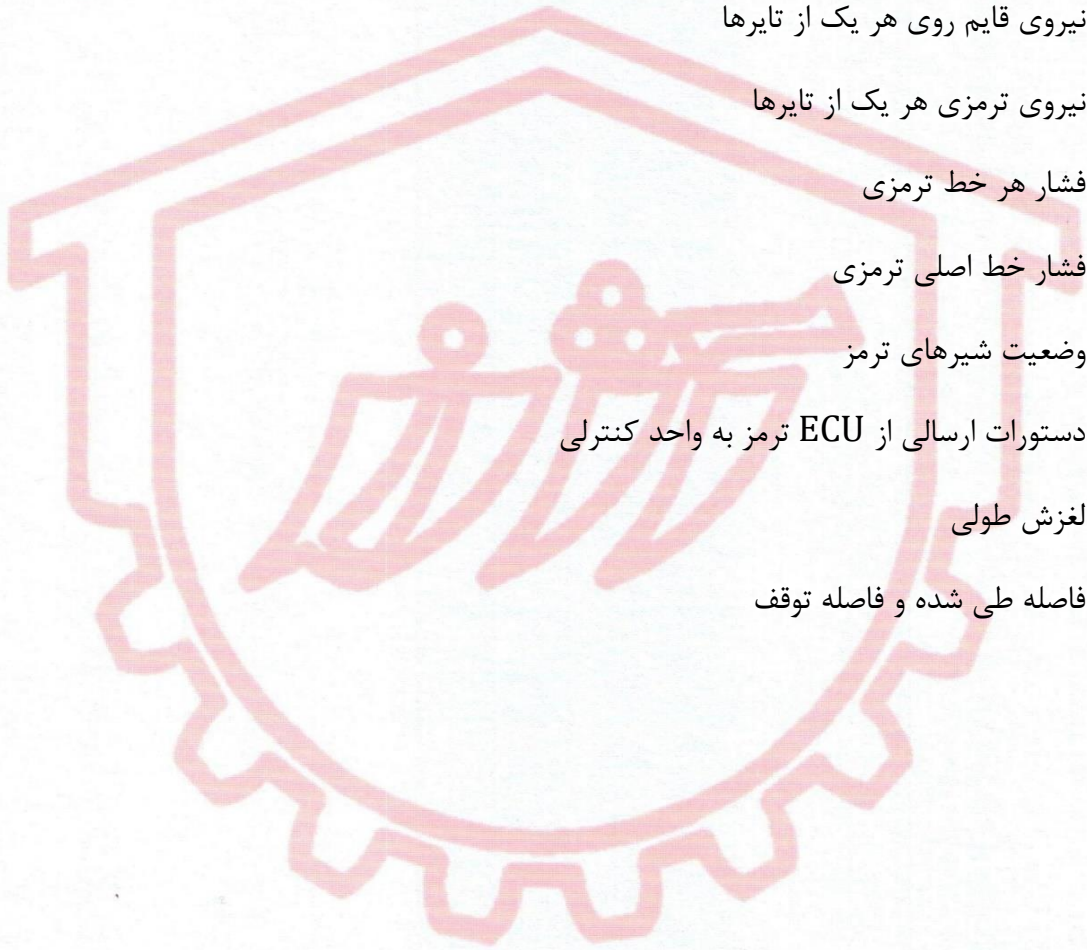 نیروی قایم روی هر یک از تایرها
نیروی ترمزی هر یک از تایرها
فشار هر خط ترمزی
فشار خط اصلی ترمزی
وضعیت شیرهای ترمز
دستورات ارسالی از ECU ترمز به واحد کنترلی
لغزش طولی
فاصله طی شده و فاصله توقف